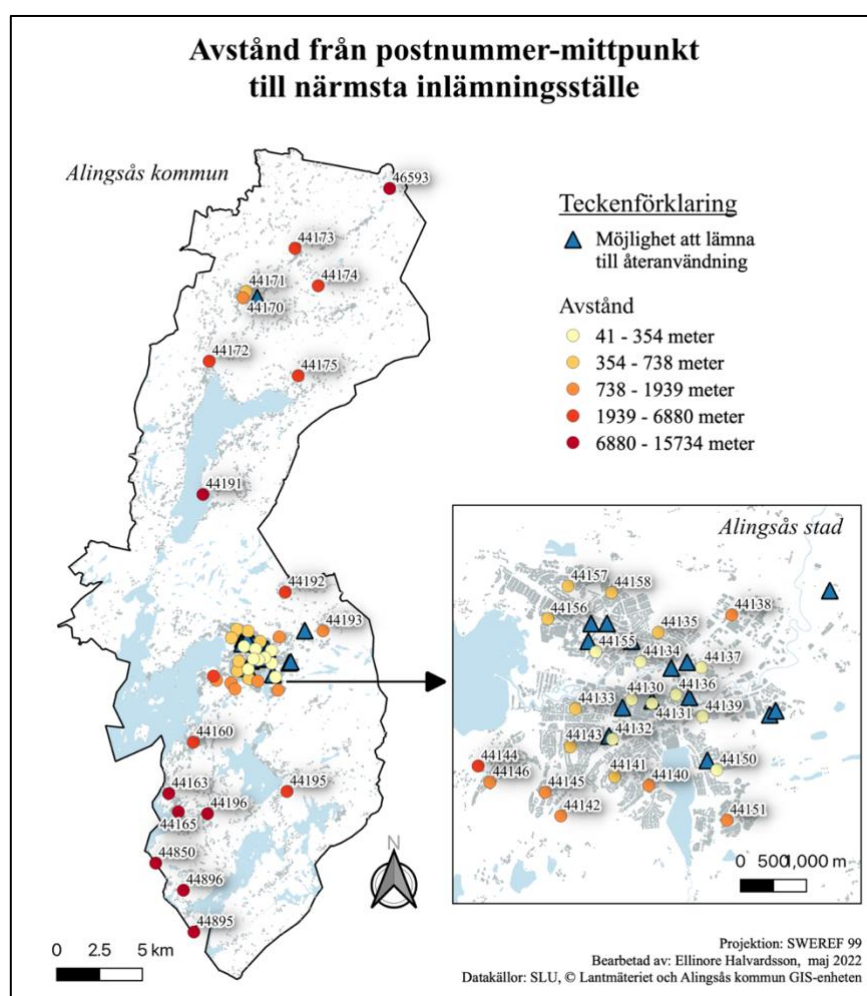 Avstånd från postnummer-mittpunkt
till närmsta inlämningsställe
Alingsås kommun
46593
44173
44174
44171
44170
44172
44175
44191
44192
44193
44160
44163
44165
44196
44195
44850
44896
44895
N
0 2.5 5 km
Teckenförklaring
Möjlighet att lämna
till återanvändning
Avstånd
41 - 354 meter
354 - 738 meter
738 - 1939 meter
1939 - 6880 meter
6880 - 15734 meter
Alingsås stad
44157
44158
44156
44138
44135
44155
44134
44137
44130
44136
44133
44131
44139
44132
44143
44144
44146
44141
44140
44150
44145
44142
44151
0 500 1,000 m
Projektion: SWEREF 99
Bearbetad av: Ellinore Halvardsson, maj 2022
Datakällor: SLU, © Lantmäteriet och Alingsås kommun GIS-enheten